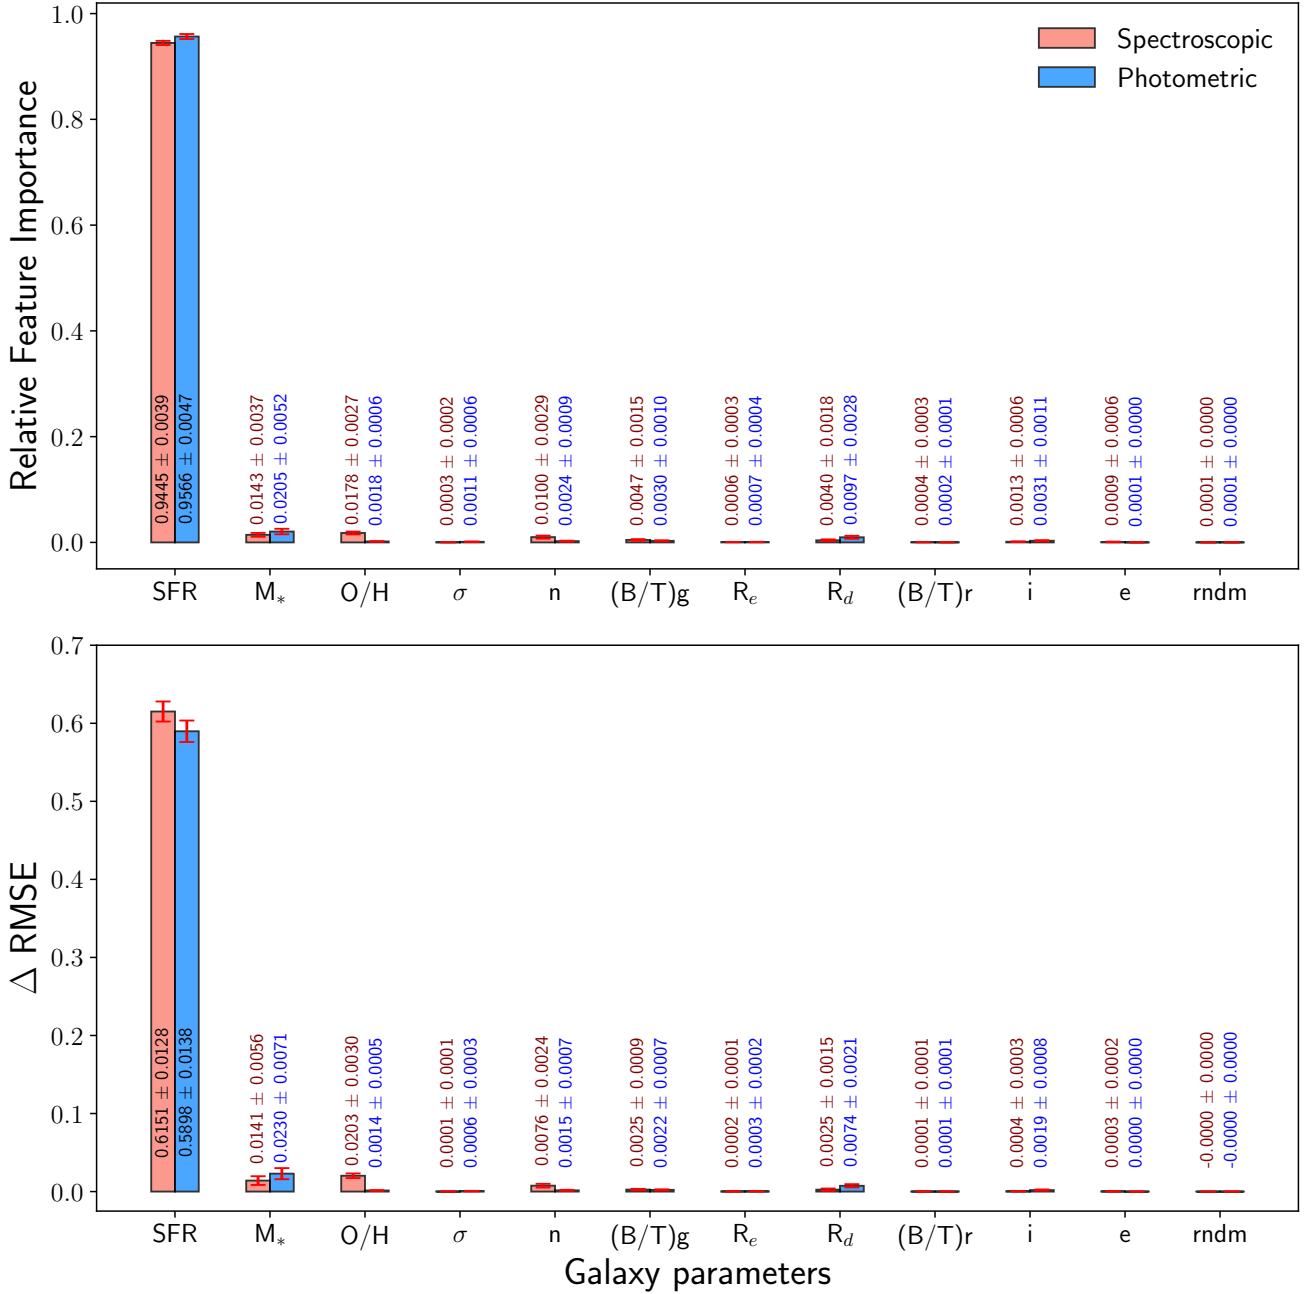 Relative Feature Importance
1.0
0.8
0.6
0.4
0.2
0.0
Spectroscopic
Photometric
0.9445 ± 0.0039
0.9566 ± 0.0047
0.0143 ± 0.0037
0.0205 ± 0.0052
0.0178 ± 0.0027
0.0018 ± 0.0006
0.0003 ± 0.0002
0.0011 ± 0.0006
0.0100 ± 0.0029
0.0024 ± 0.0009
0.0047 ± 0.0015
0.0030 ± 0.0010
0.0006 ± 0.0003
0.0007 ± 0.0004
0.0040 ± 0.0018
0.0097 ± 0.0028
0.0004 ± 0.0003
0.0002 ± 0.0001
0.0013 ± 0.0006
0.0031 ± 0.0011
0.0009 ± 0.0006
0.0001 ± 0.0000
0.0001 ± 0.0000
0.0001 ± 0.0000
SFR M* O/H σ n (B/T)g Re Rd (B/T)r i e rndm
Δ RMSE
0.7
0.6
0.5
0.4
0.3
0.2
0.1
0.0
0.6151 ± 0.0128
0.5898 ± 0.0138
0.0141 ± 0.0056
0.0230 ± 0.0071
0.0203 ± 0.0030
0.0014 ± 0.0005
0.0001 ± 0.0001
0.0006 ± 0.0003
0.0076 ± 0.0024
0.0015 ± 0.0007
0.0025 ± 0.0009
0.0022 ± 0.0007
0.0002 ± 0.0001
0.0003 ± 0.0002
0.0025 ± 0.0015
0.0074 ± 0.0021
0.0001 ± 0.0001
0.0001 ± 0.0001
0.0004 ± 0.0003
0.0019 ± 0.0008
0.0003 ± 0.0002
0.0000 ± 0.0000
-0.0000 ± 0.0000
-0.0000 ± 0.0000
SFR M* O/H σ n (B/T)g Re Rd (B/T)r i e rndm
Galaxy parameters